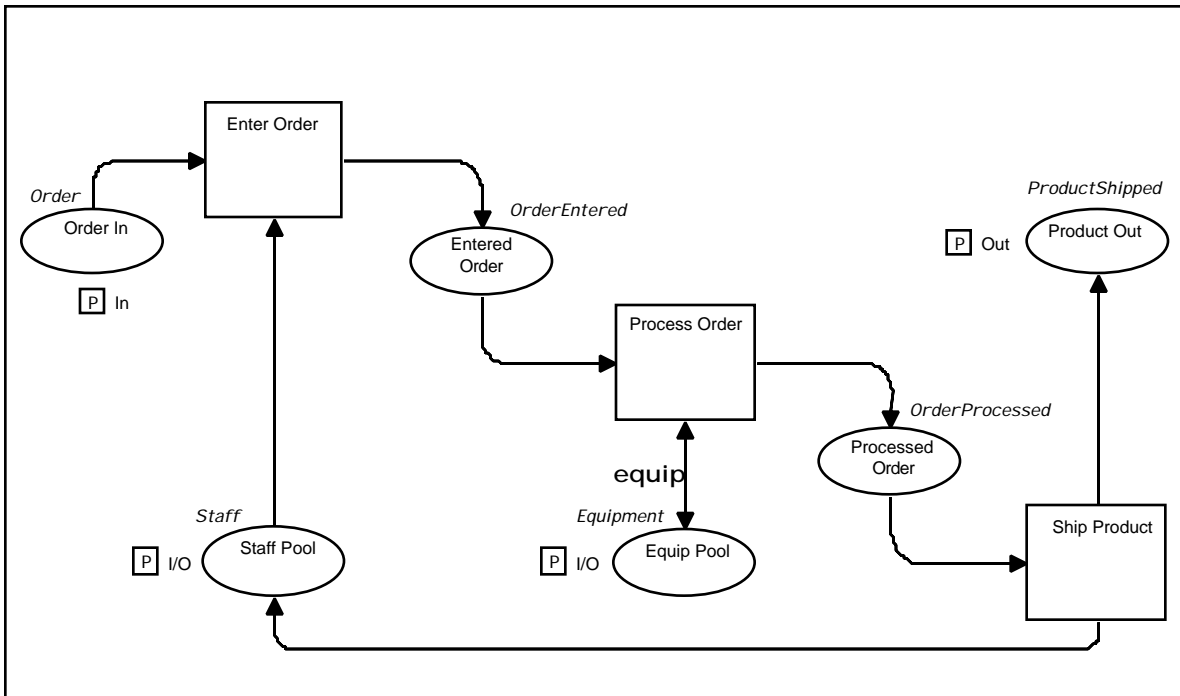 Enter Order
Order
Order In
P In
OrderEntered
Entered
Order
ProductShipped
Product Out
P Out
Process Order
OrderProcessed
Processed
Order
equip
Staff
Staff Pool
P I/O
Equipment
Equip Pool
P I/O
Ship Product